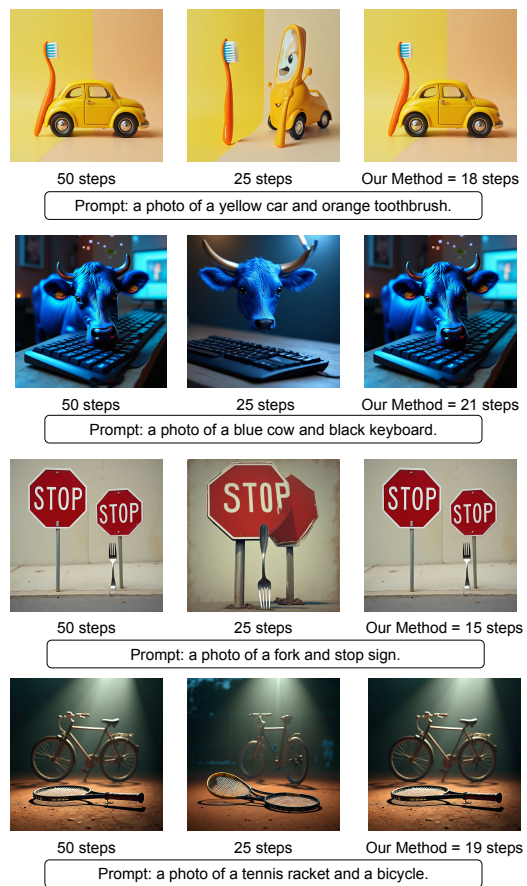 50 steps
25 steps
Our Method = 18 steps
Prompt: a photo of a yellow car and orange toothbrush.
50 steps
25 steps
Our Method = 21 steps
Prompt: a photo of a blue cow and black keyboard.
STOP
STOP
STOP
STOP
STOP
50 steps
25 steps
Our Method = 15 steps
Prompt: a photo of a fork and stop sign.
50 steps
25 steps
Our Method = 19 steps
Prompt: a photo of a tennis racket and a bicycle.